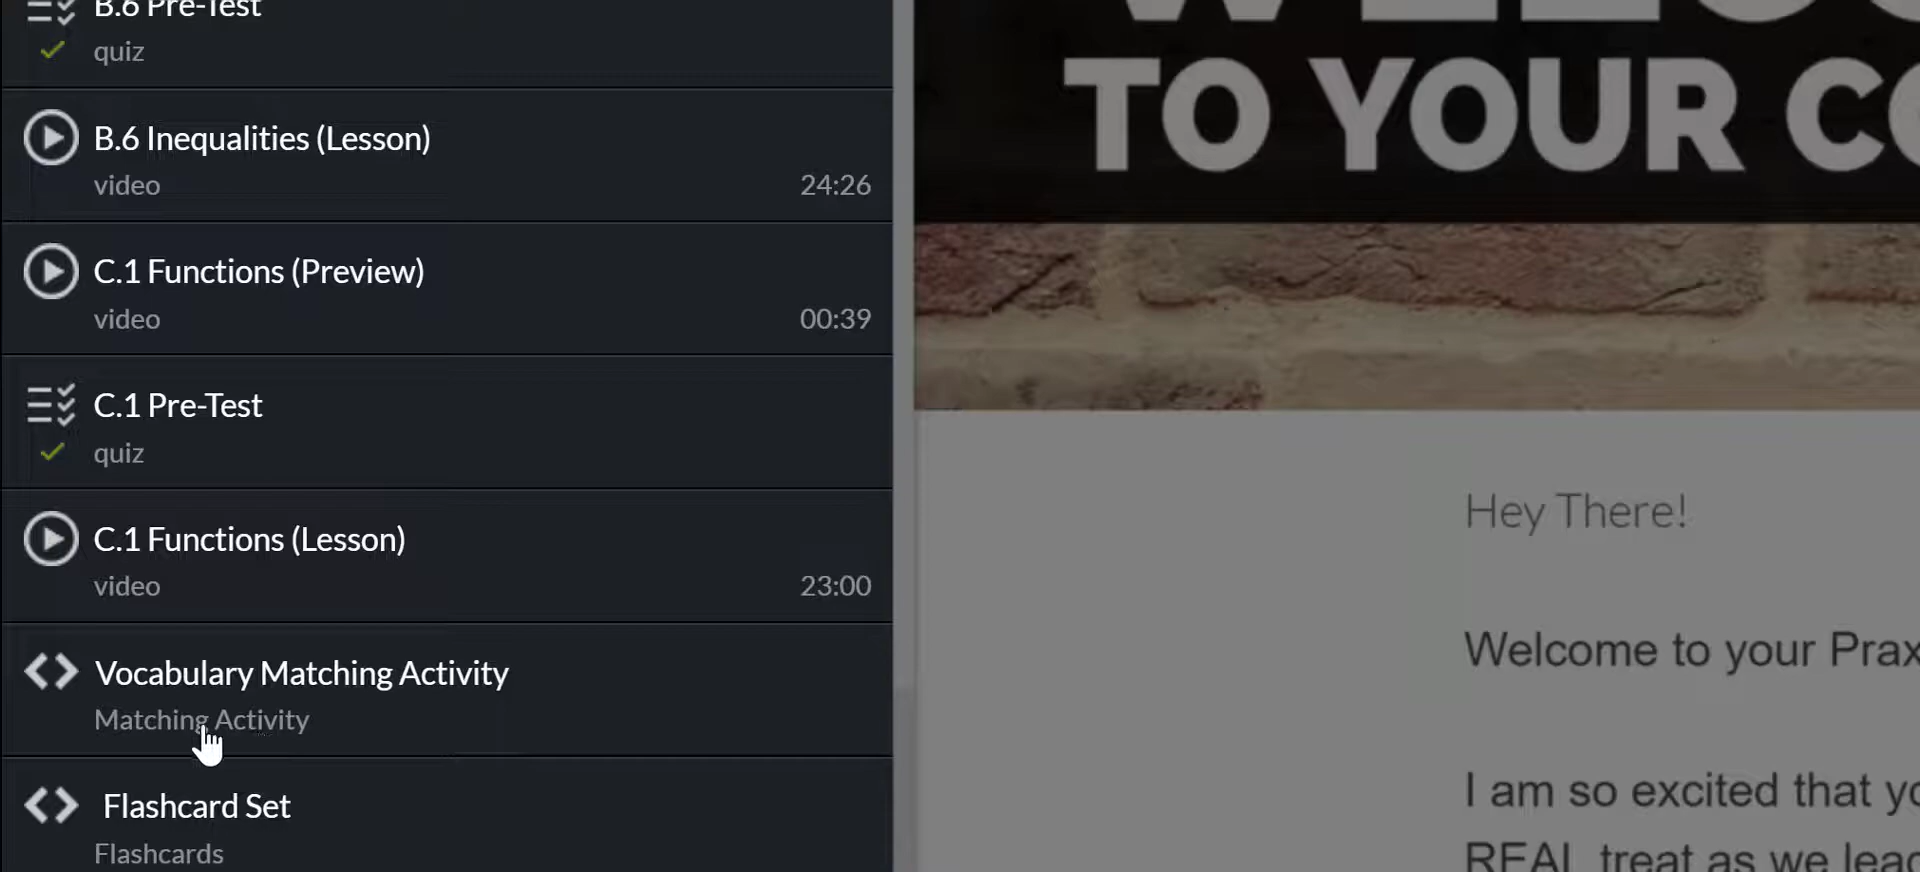 B.6 Pre-Test
quiz
B.6 Inequalities (Lesson)
video
24:26
C.1 Functions (Preview)
video
00:39
C.1 Pre-Test
quiz
C.1 Functions (Lesson)
video
23:00
Vocabulary Matching Activity
Matching Activity
Flashcard Set
Flashcards
TO YOUR
Hey There!
Welcome to your
I am so excited that
REAL treat as we